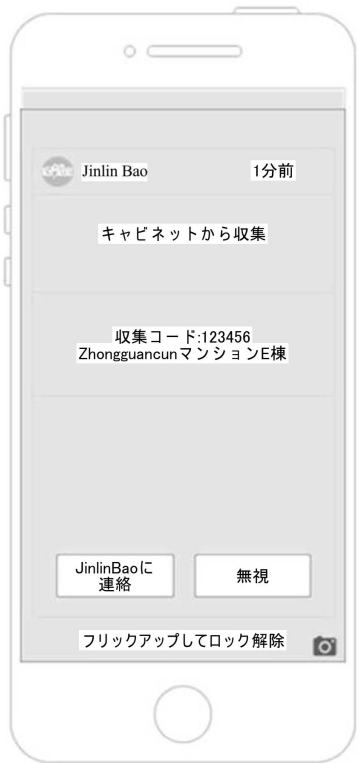 Jinlin Bao
1分前
キャビネットから収集
収集コード:123456
ZhongguancunマンションE棟
JinlinBaoに
連絡
無視
フリックアップしてロック解除